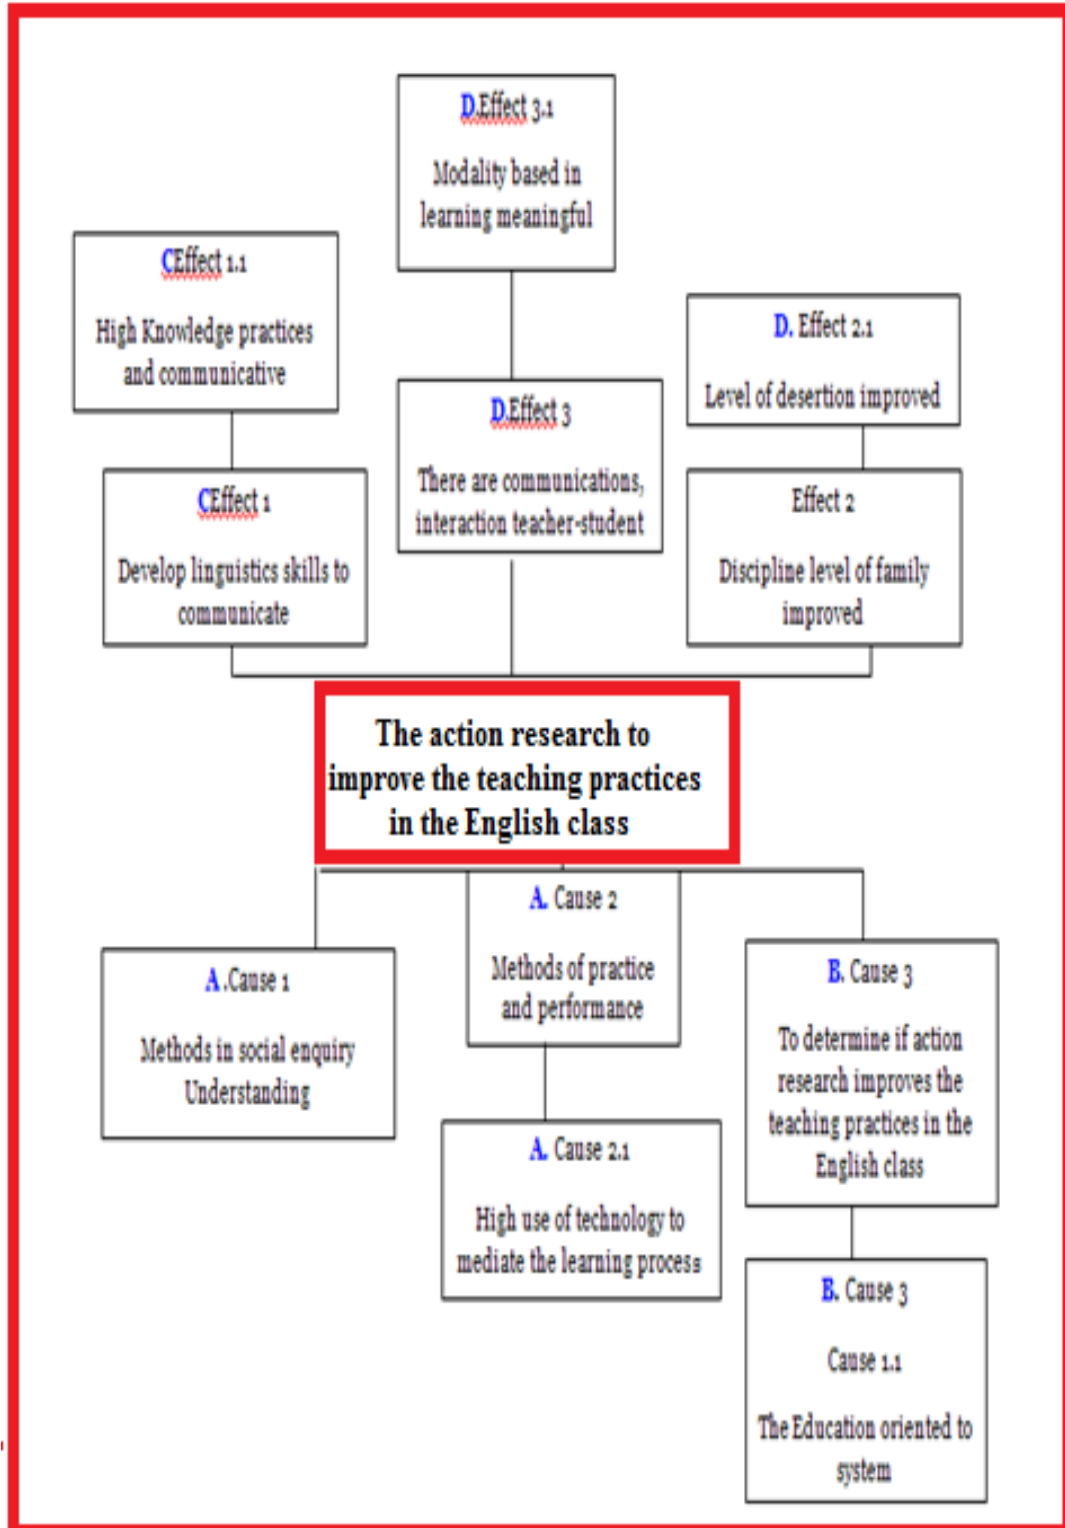 D.Effect 3.1
Modality based in
learning meaningful
CEffect 1.1
High Knowledge practices
and communicative
D. Effect 2.1
Level of desertion improved
D.Effect 3
There are communications,
interaction teacher-student
CEffect 1
Develop linguistics skills to
communicate
Effect 2
Discipline level of family
improved
The action research to
improve the teaching practices
in the English class
A .Cause 1
Methods in social enquiry
Understanding
A. Cause 2
Methods of practice
and performance
B. Cause 3
To determine if action
research improves the
teaching practices in the
English class
A. Cause 2.1
High use of technology to
mediate the learning process
B. Cause 3
Cause 1.1
The Education oriented to
system